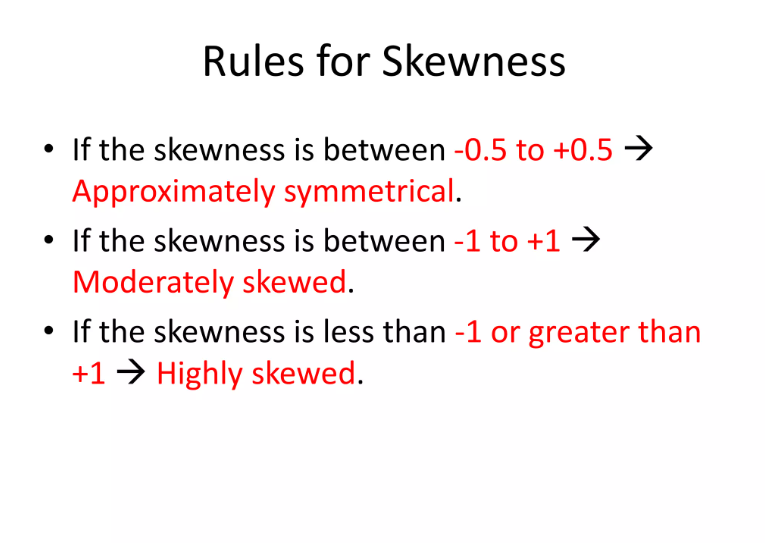 Rules for Skewness
• If the skewness is between -0.5 to +0.5 →
Approximately symmetrical.
• If the skewness is between -1 to +1 →
Moderately skewed.
• If the skewness is less than -1 or greater than
+1 → Highly skewed.